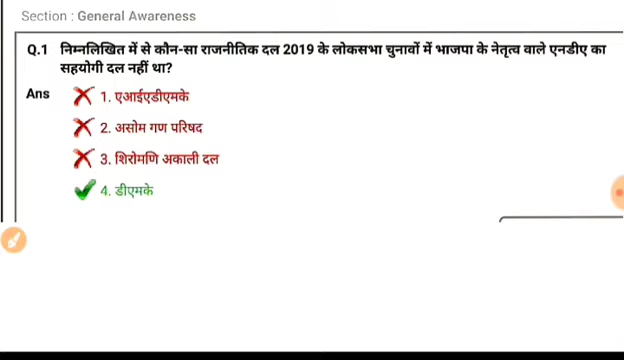 Section : General Awareness
Q.1 निम्नलिखित में से कौन-सा राजनीतिक दल 2019 के लोकसभा चुनावों में भाजपा के नेतृत्व वाले एनडीए का
सहयोगी दल नहीं था?
Ans 1. एआईएडीएमके
2. असोम गण परिषद
3. शिरोमणि अकाली दल
4. डीएमके